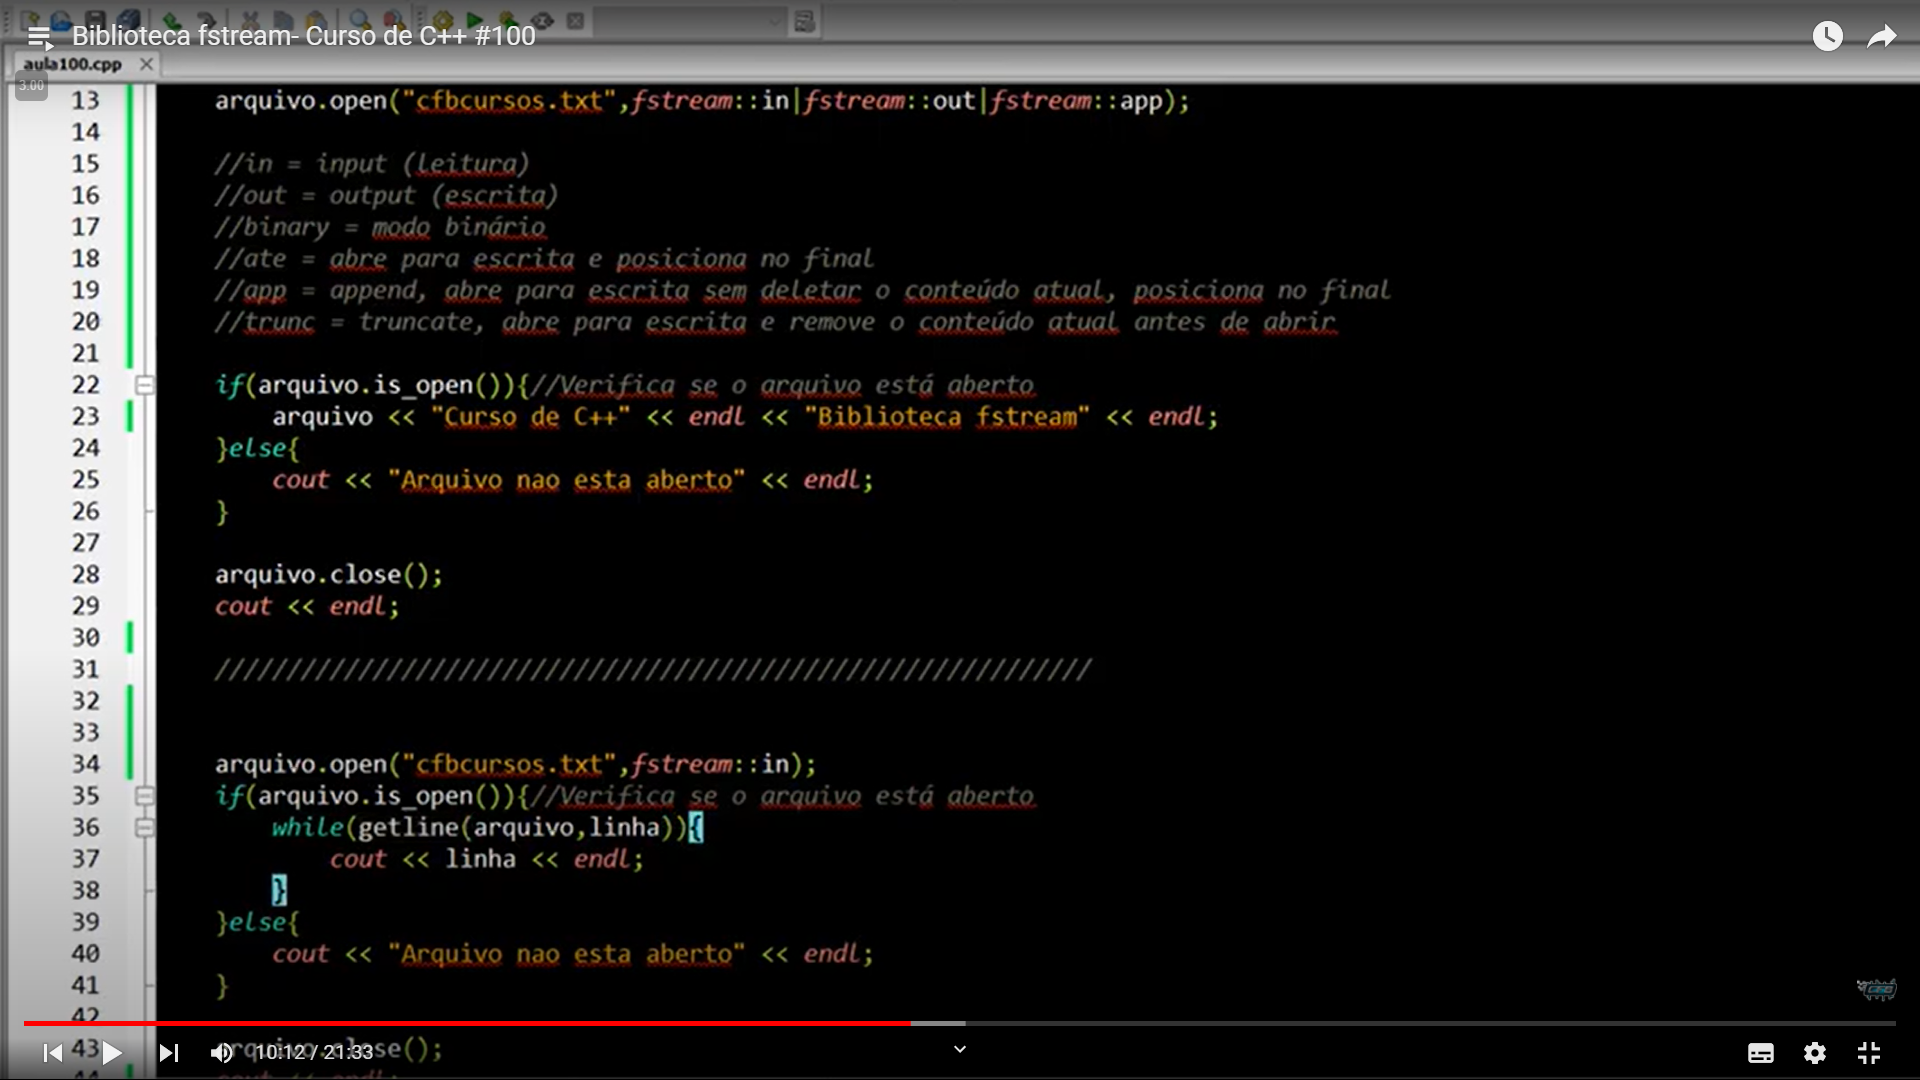 Biblioteca fstream- Curso de C++ #100
aula100.cpp
3.00
13 arquivo.open("cfbcursos.txt",fstream::in|fstream::out|fstream::app);
14
15 //in = input (leitura)
16 //out = output (escrita)
17 //binary = modo binário
18 //ate = abre para escrita e posiciona no final
19 //app = append, abre para escrita sem deletar o conteúdo atual, posiciona no final
20 //trunc = truncate, abre para escrita e remove o conteúdo atual antes de abrir
21
22 if(arquivo.is_open()){//Verifica se o arquivo está aberto
23 arquivo << "Curso de C++" << endl << "Biblioteca fstream" << endl;
24 }else{
25 cout << "Arquivo nao esta aberto" << endl;
26 }
27
28 arquivo.close();
29 cout << endl;
30
31 /////////////////////////////////////////////////////////////
32
33
34 arquivo.open("cfbcursos.txt",fstream::in);
35 if(arquivo.is_open()){//Verifica se o arquivo está aberto
36 while(getline(arquivo,linha)){
37 cout << linha << endl;
38 }
39 }else{
40 cout << "Arquivo nao esta aberto" << endl;
41 }
42
43 arquivo.close();
10:12 / 21:33